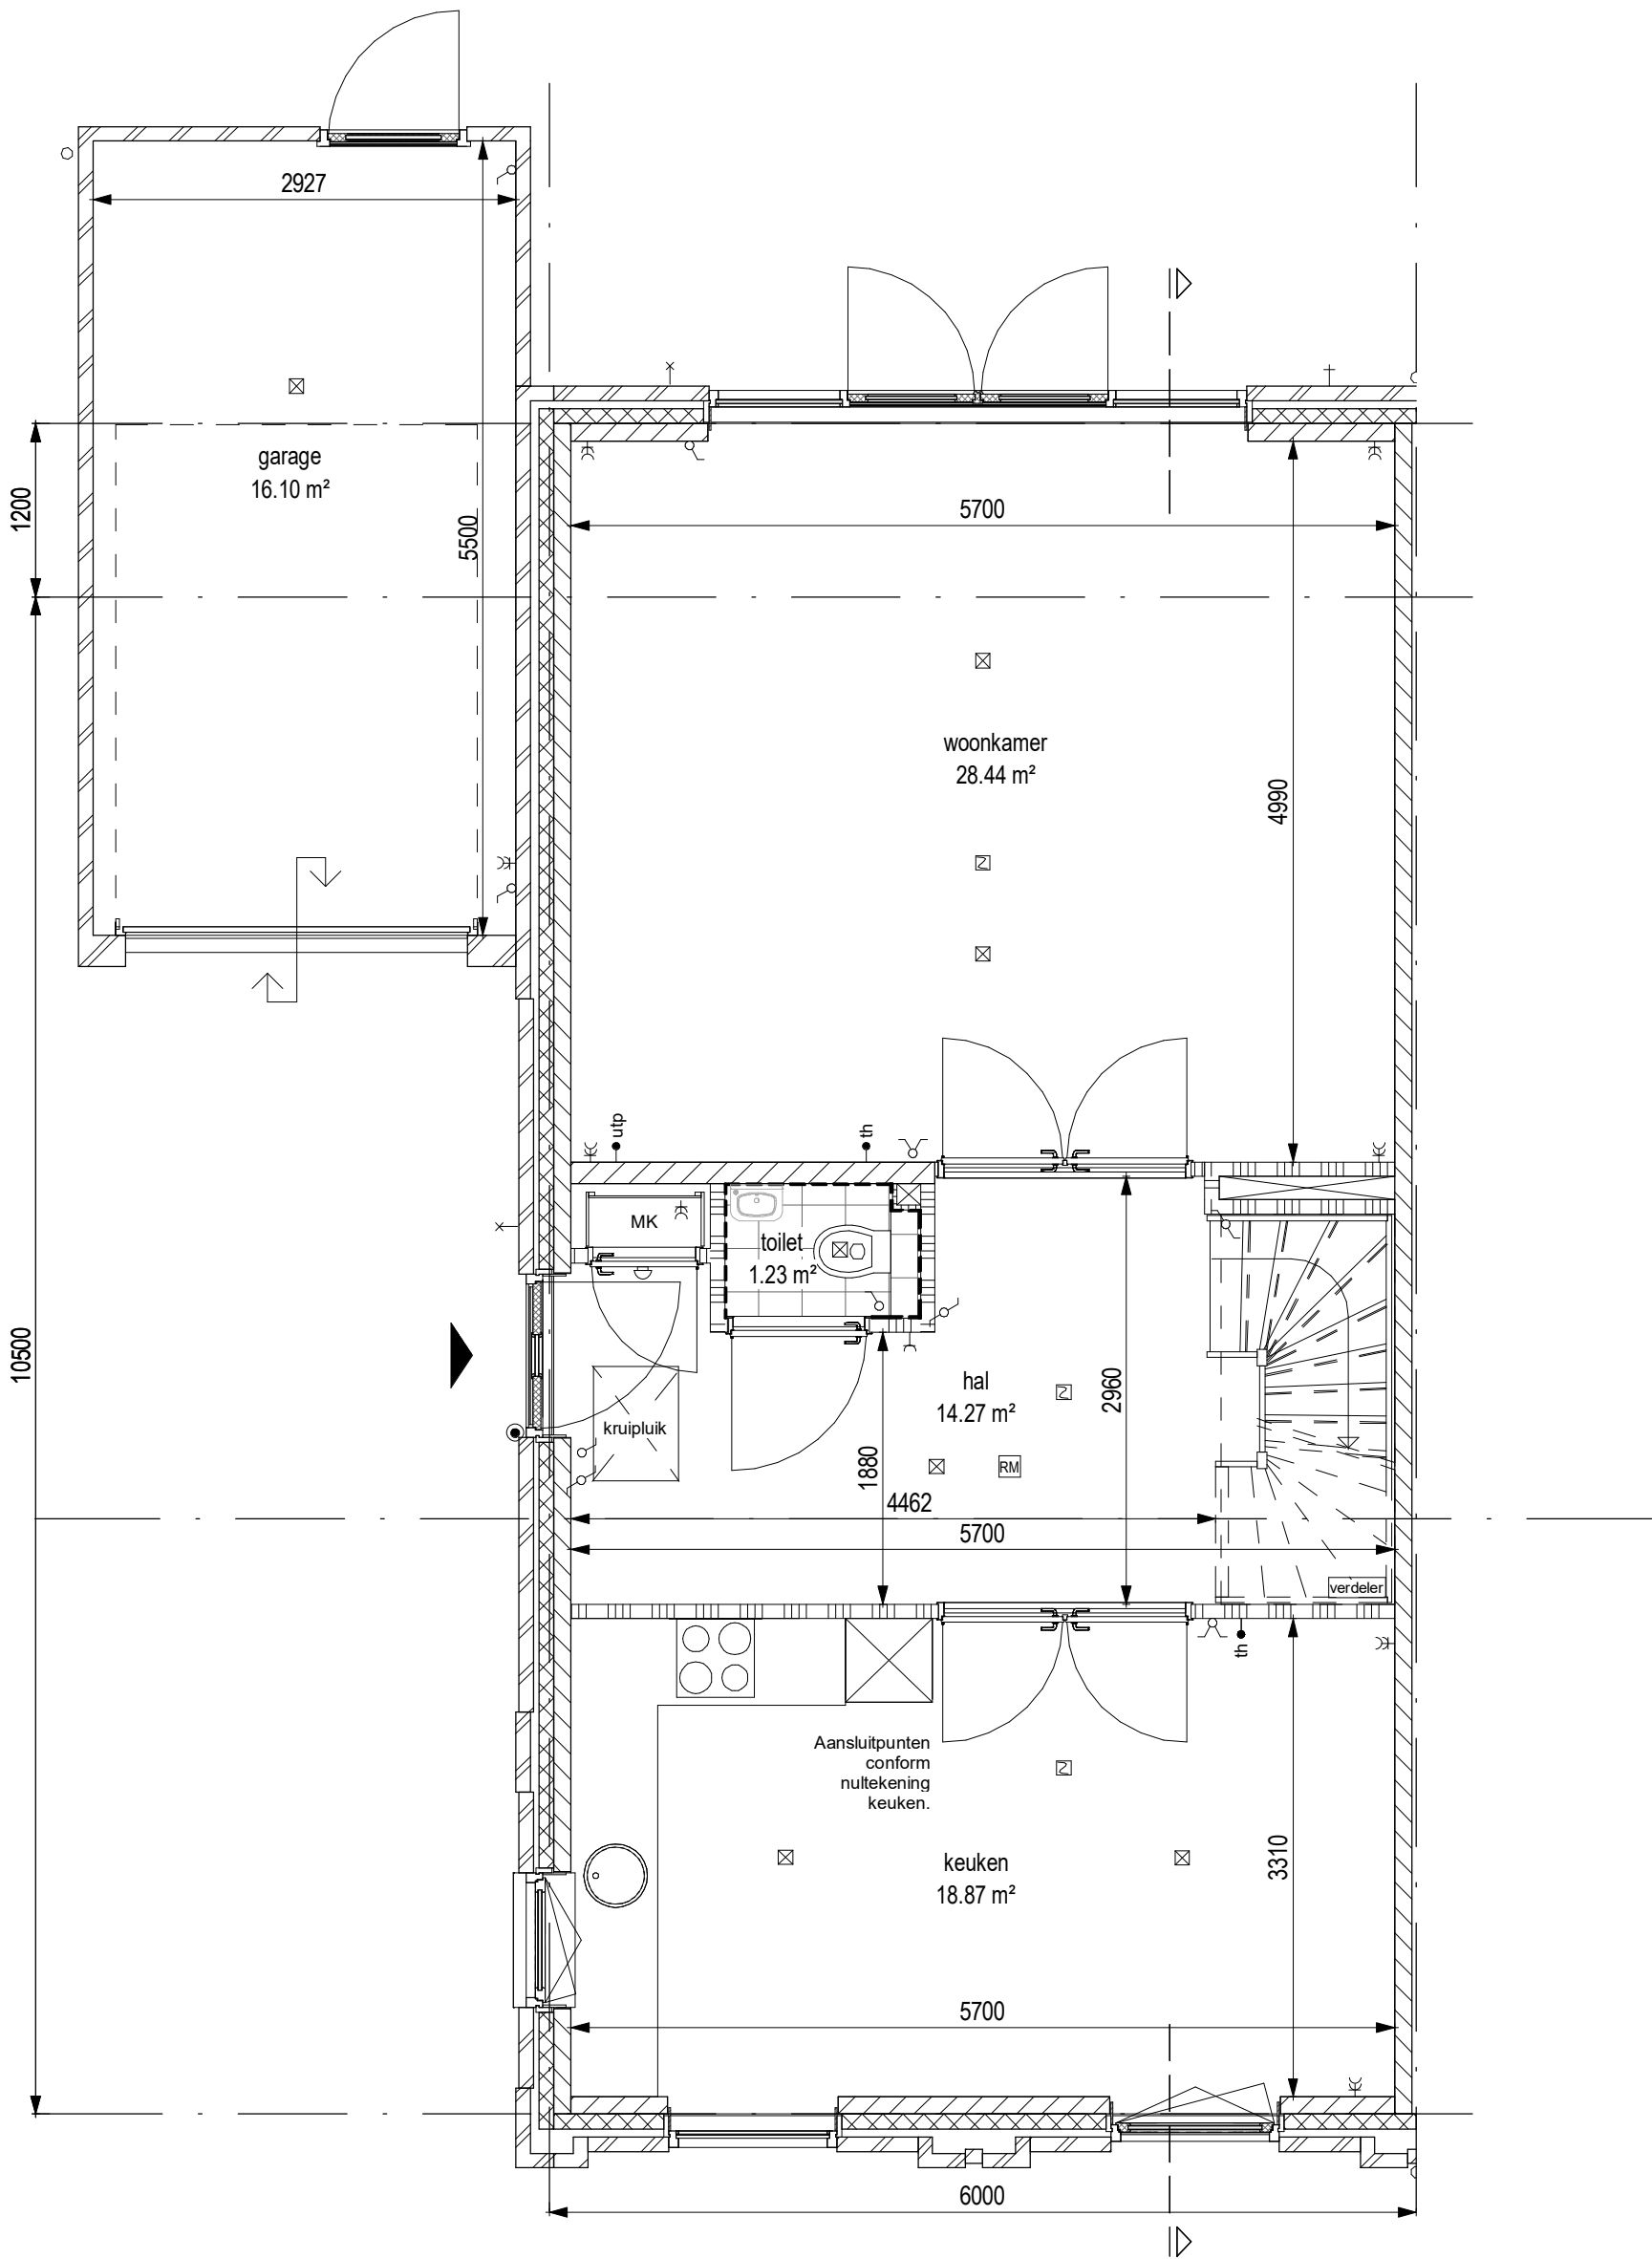 2927
garage
16.10 m²
1200
5500
5700
woonkamer
28.44 m²
4990
utp
th
MK
toilet
1.23 m²
10500
kruipluik
hal
14.27 m²
2960
1880
RM
4462
5700
verdeler
th
Aansluitpunten
conform
nultekening
keuken.
keuken
18.87 m²
3310
5700
6000